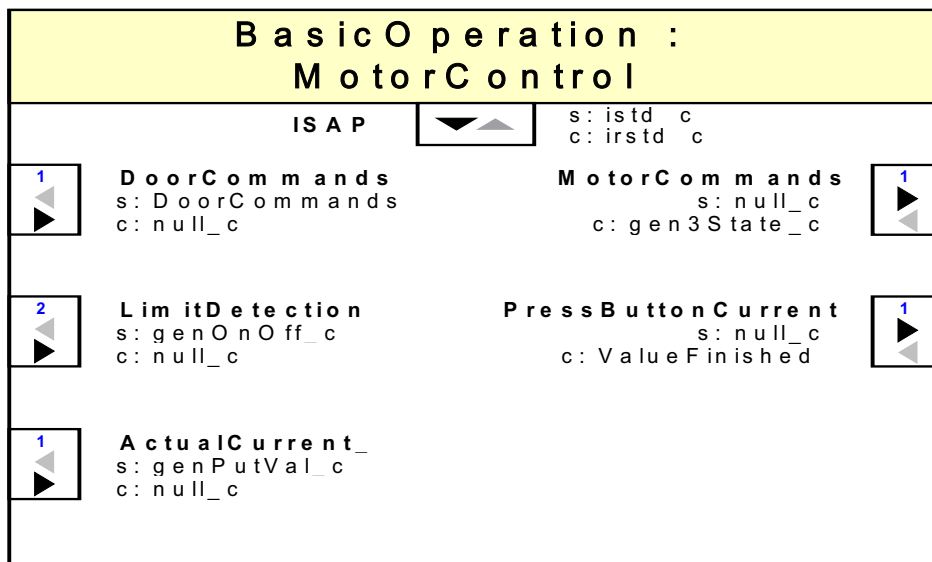 BasicOperation :
MotorControl
ISAP
s: istd c
c: irstd c
1
DoorCommands
s: DoorCommands
c: null_c
MotorCommands
s: null_c
c: gen3State_c
1
2
LimitDetection
s: genOnOff_c
c: null_c
PressButtonCurrent
s: null_c
c: ValueFinished
1
1
ActualCurrent_
s: genPutVal_c
c: null_c